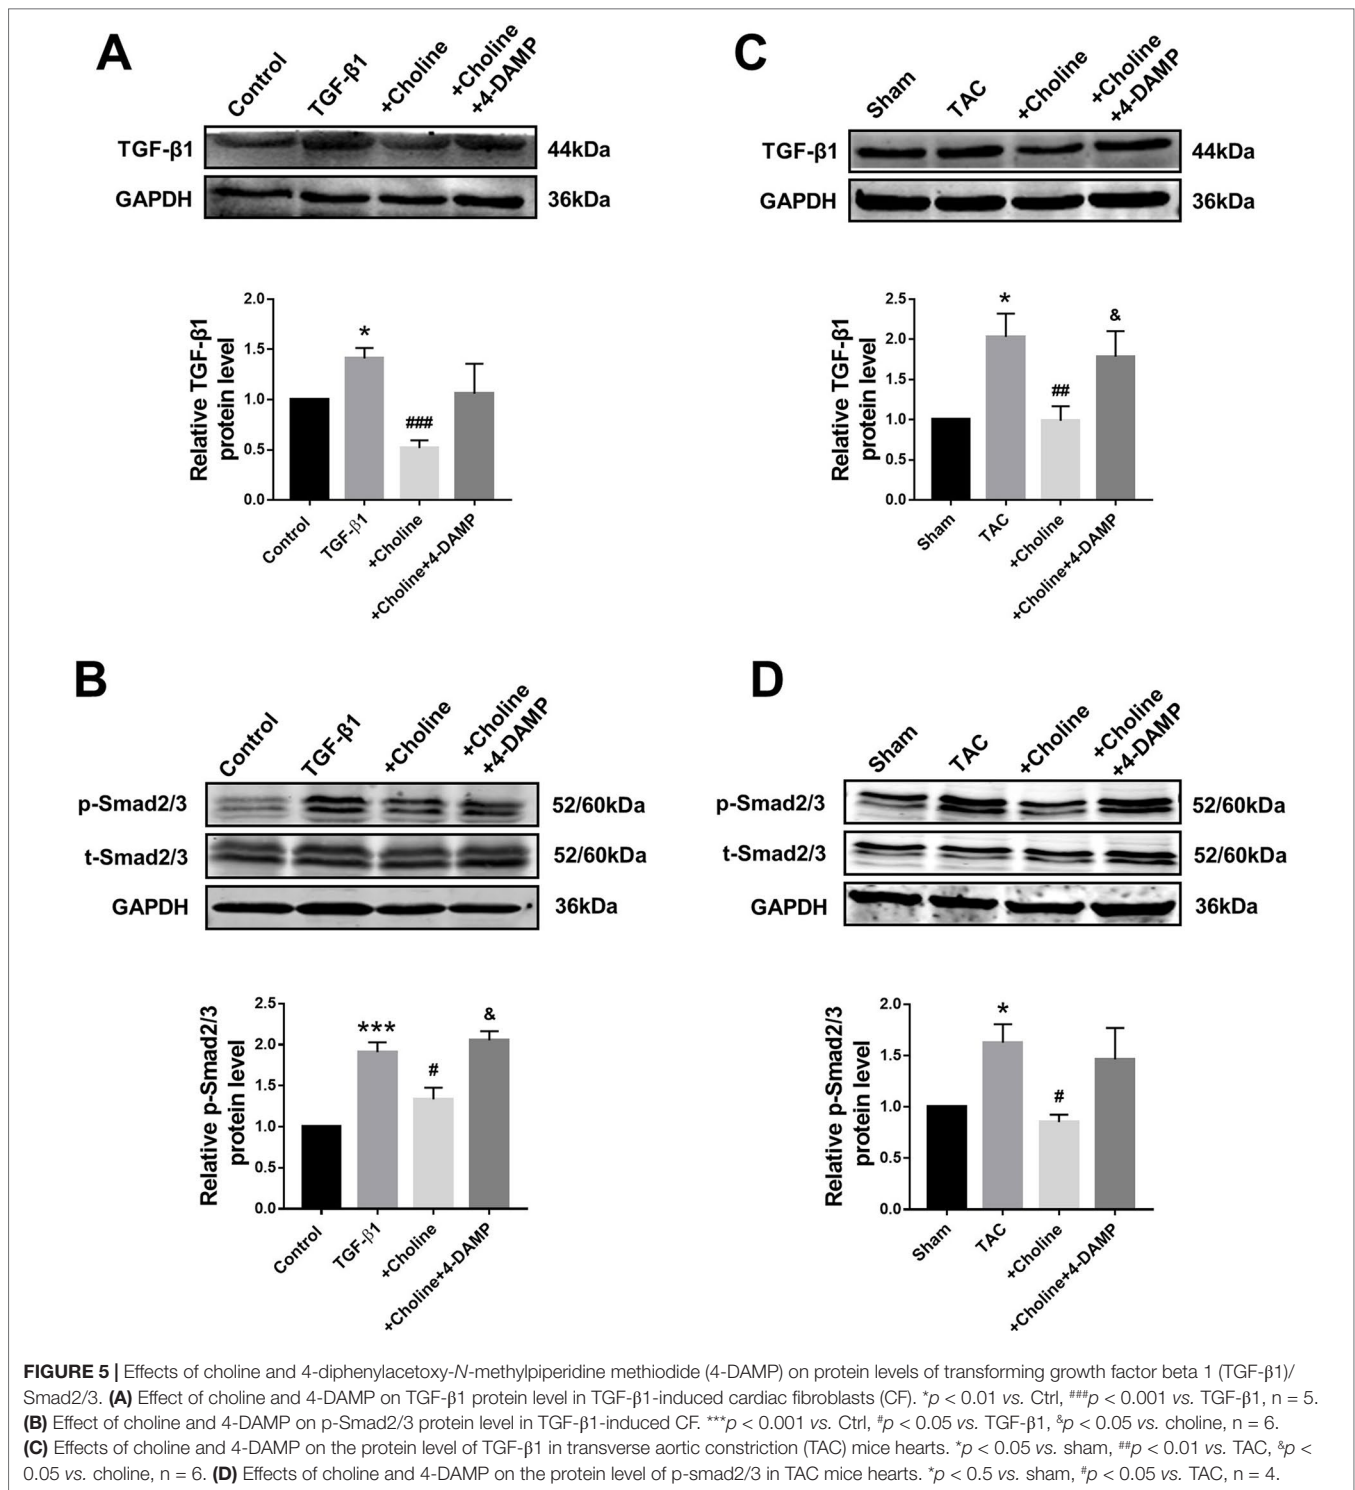 A
Control
TGF-β1
+Choline
+Choline
+4-DAMP
TGF-β1
44kDa
GAPDH
36kDa
Relative TGF-β1
protein level
2.0
1.5
1.0
0.5
0.0
*
###
Control
TGF-β1
+Choline
+Choline+4-DAMP
C
Sham
TAC
+Choline
+Choline
+4-DAMP
TGF-β1
44kDa
GAPDH
36kDa
Relative TGF-β1
protein level
2.5
2.0
1.5
1.0
0.5
0.0
*
##
&
Sham
TAC
+Choline
+Choline+4-DAMP
B
Control
TGF-β1
+Choline
+Choline
+4-DAMP
p-Smad2/3
52/60kDa
t-Smad2/3
52/60kDa
GAPDH
36kDa
Relative p-Smad2/3
protein level
2.5
2.0
1.5
1.0
0.5
0.0
***
#
&
Control
TGF-β1
+Choline
+Choline+4-DAMP
D
Sham
TAC
+Choline
+Choline
+4-DAMP
p-Smad2/3
52/60kDa
t-Smad2/3
52/60kDa
GAPDH
36kDa
Relative p-Smad2/3
protein level
2.0
1.5
1.0
0.5
0.0
*
#
Sham
TAC
+Choline
+Choline+4-DAMP
FIGURE 5 | Effects of choline and 4-diphenylacetoxy-N-methylpiperidine methiodide (4-DAMP) on protein levels of transforming growth factor beta 1 (TGF-β1)/
Smad2/3. (A) Effect of choline and 4-DAMP on TGF-β1 protein level in TGF-β1-induced cardiac fibroblasts (CF). *p < 0.01 vs. Ctrl, ###p < 0.001 vs. TGF-β1, n = 5.
(B) Effect of choline and 4-DAMP on p-Smad2/3 protein level in TGF-β1-induced CF. ***p < 0.001 vs. Ctrl, #p < 0.05 vs. TGF-β1, &p < 0.05 vs. choline, n = 6.
(C) Effects of choline and 4-DAMP on the protein level of TGF-β1 in transverse aortic constriction (TAC) mice hearts. *p < 0.05 vs. sham, ##p < 0.01 vs. TAC, &p <
0.05 vs. choline, n = 6. (D) Effects of choline and 4-DAMP on the protein level of p-smad2/3 in TAC mice hearts. *p < 0.5 vs. sham, #p < 0.05 vs. TAC, n = 4.